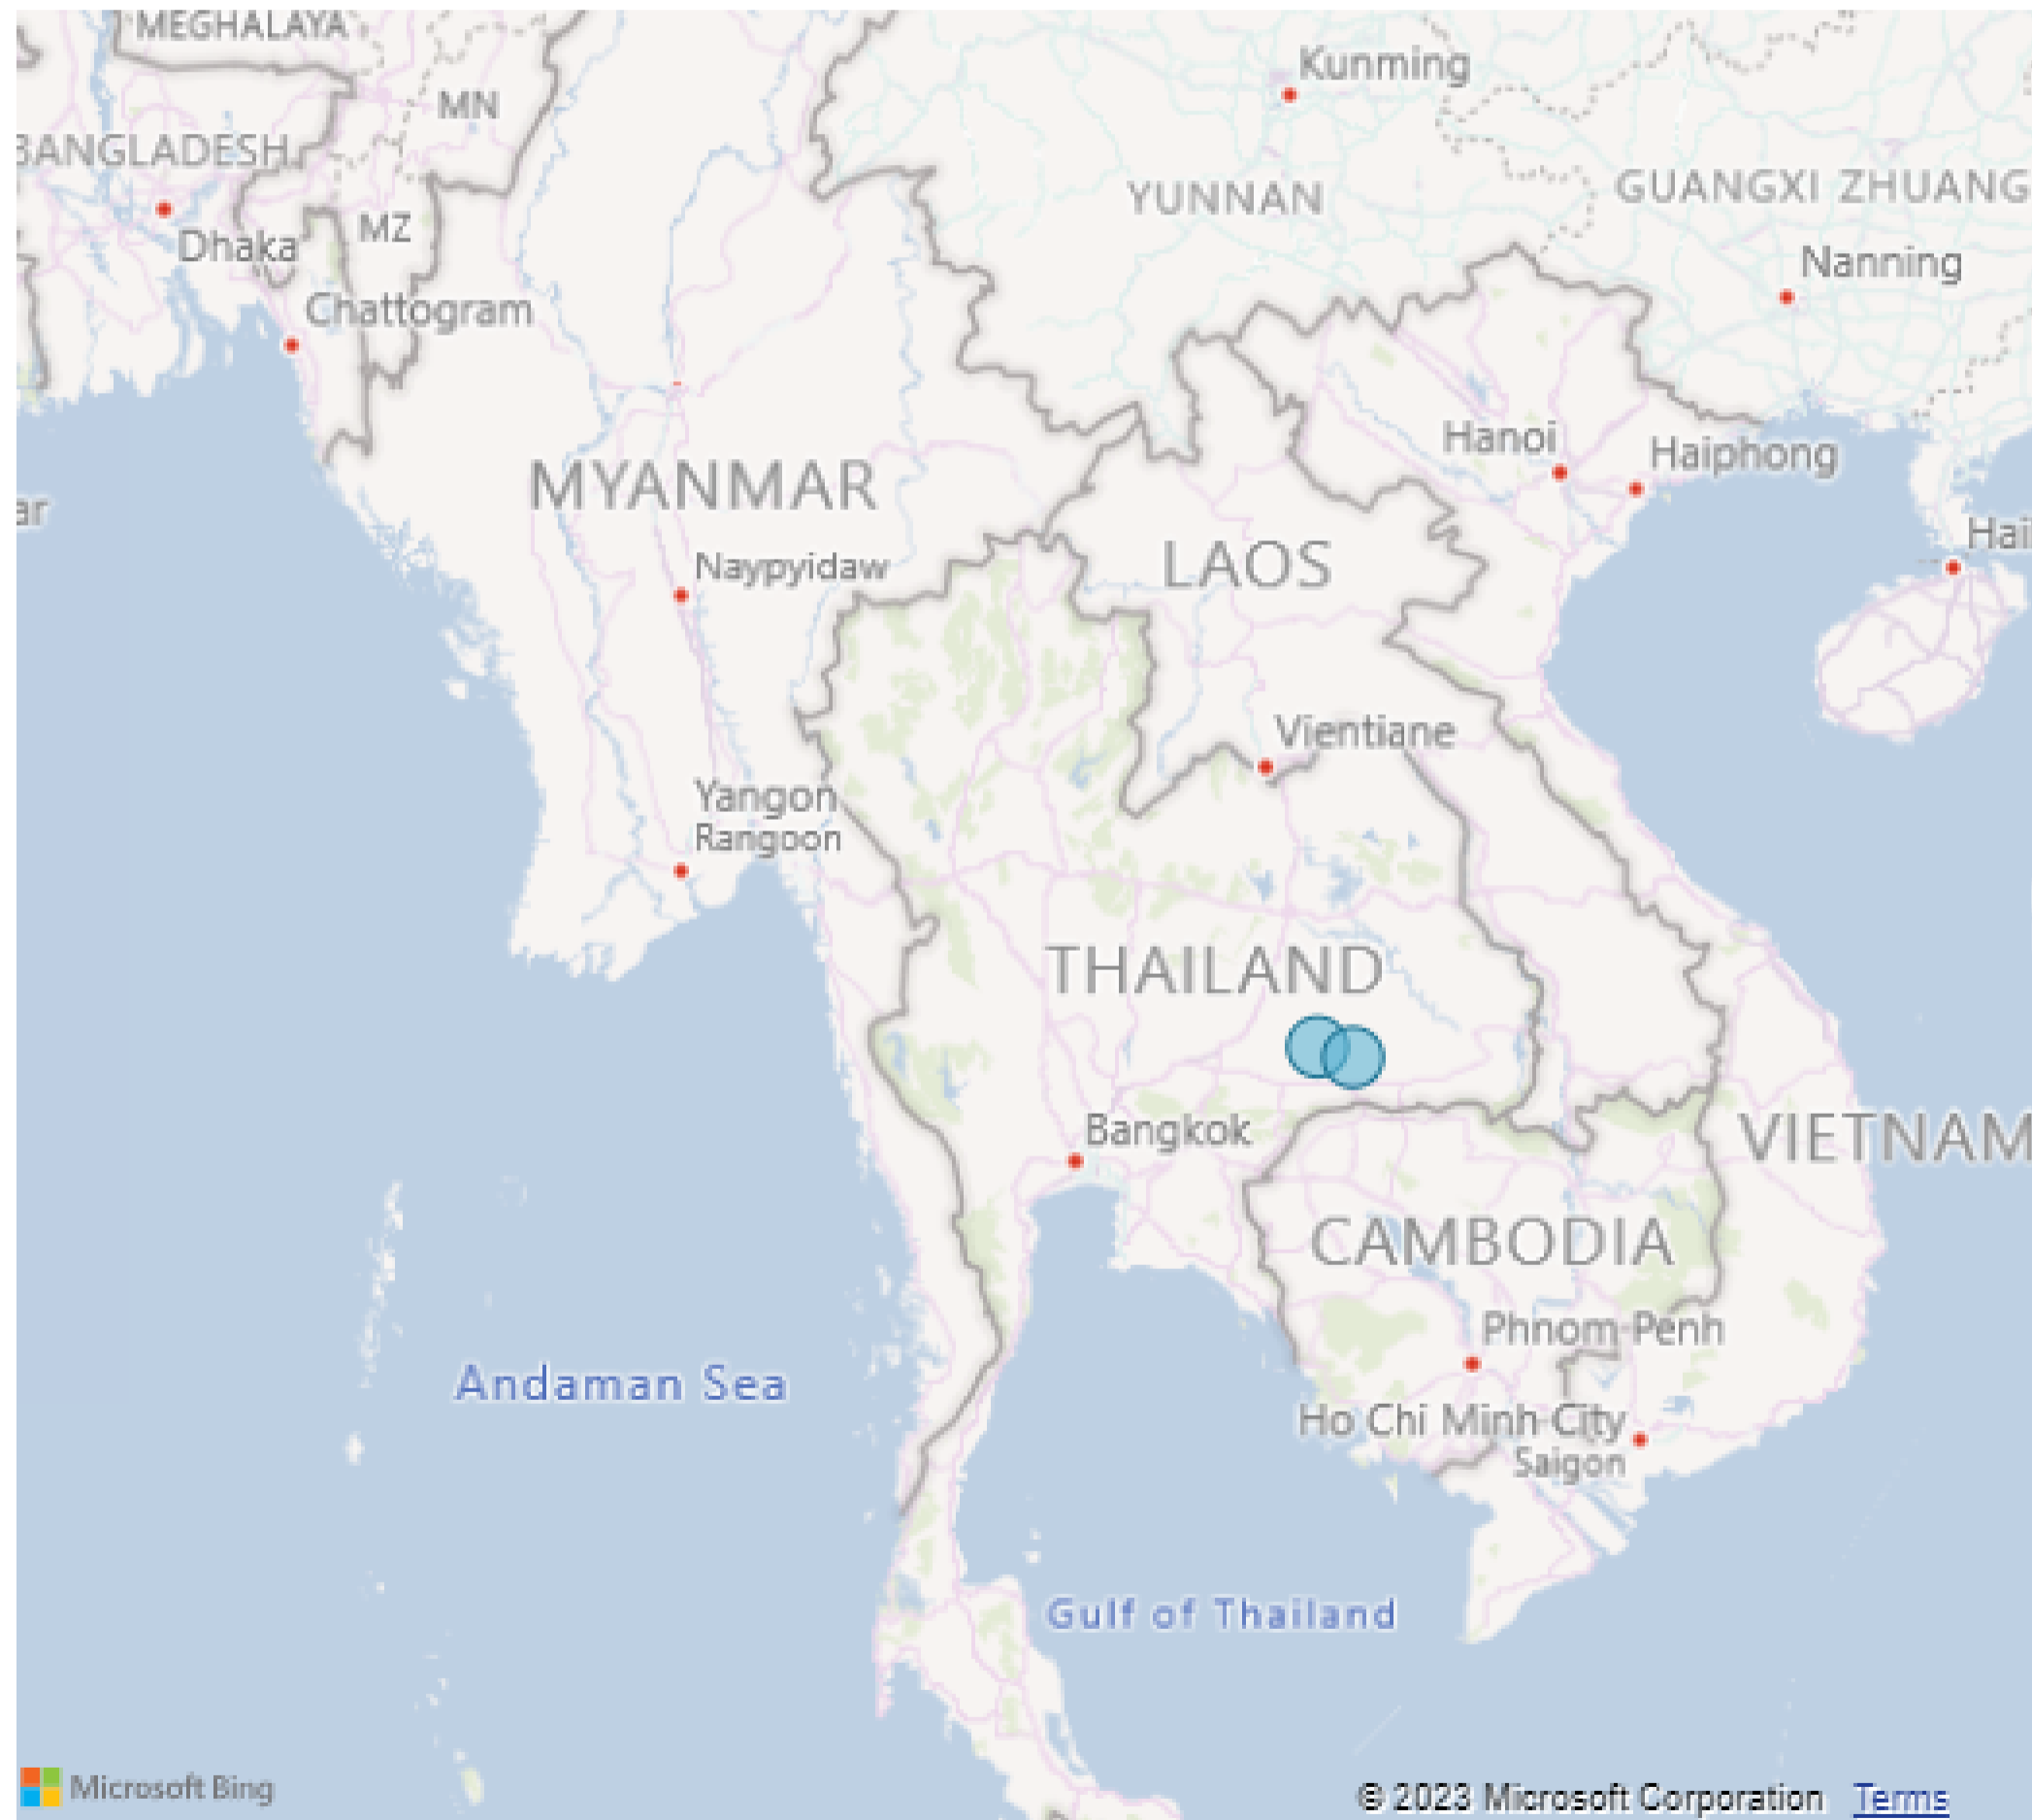 MEGHALAYA
Kunming
MN
BANGLADESH
YUNNAN
GUANGXI ZHUANG
MZ
Dhaka
Nanning
Chattogram
Hanoi
Haiphong
MYANMAR
ar
Hai
LAOS
Naypyidaw
Vientiane
Yangon
Rangoon
THAILAND
Bangkok
VIETNAM
CAMBODIA
Phnom Penh
Andaman Sea
Ho Chi Minh City
Saigon
Gulf of Thailand
Microsoft Bing
© 2023 Microsoft Corporation Terms